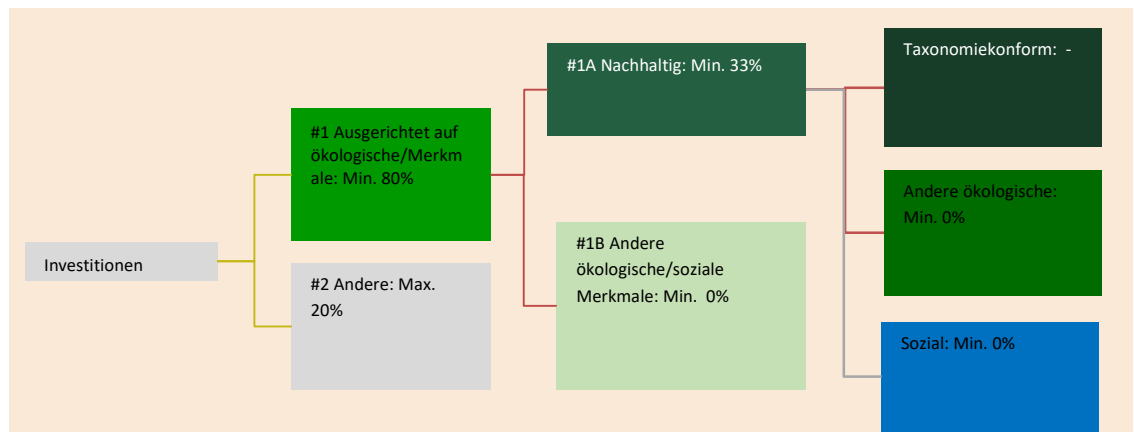 Investitionen
#1 Ausgerichtet auf
ökologische/Merkm
ale: Min. 80%
#2 Andere: Max.
20%
#1A Nachhaltig: Min. 33%
#1B Andere
ökologische/soziale
Merkmale: Min. 0%
Taxonomiekonform: -
Andere ökologische:
Min. 0%
Sozial: Min. 0%